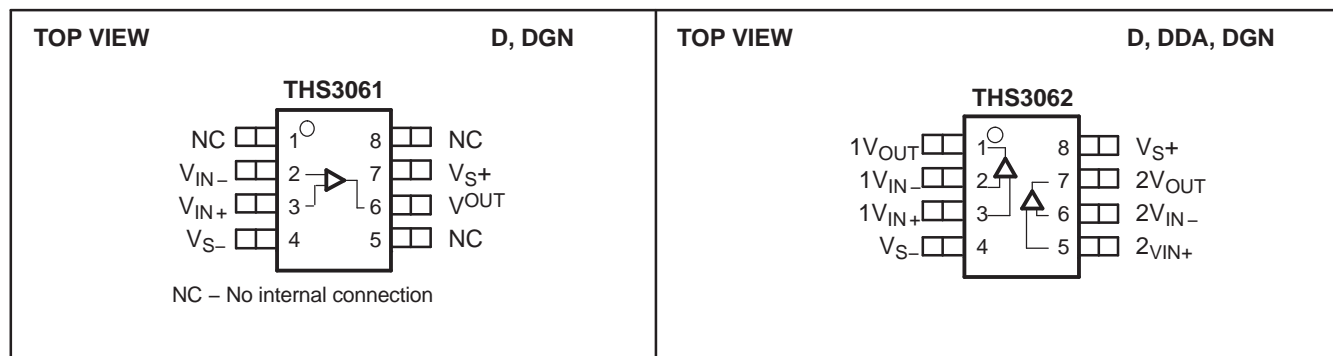 TOP VIEW D, DGN
THS3061
NC 1 8 NC
VIN− 2 7 VS+
VIN+ 3 6 VOUT
VS− 4 5 NC
NC − No internal connection
TOP VIEW D, DDA, DGN
THS3062
1VOUT 1 8 VS+
1VIN− 2 7 2VOUT
1VIN+ 3 6 2VIN−
VS− 4 5 2VIN+